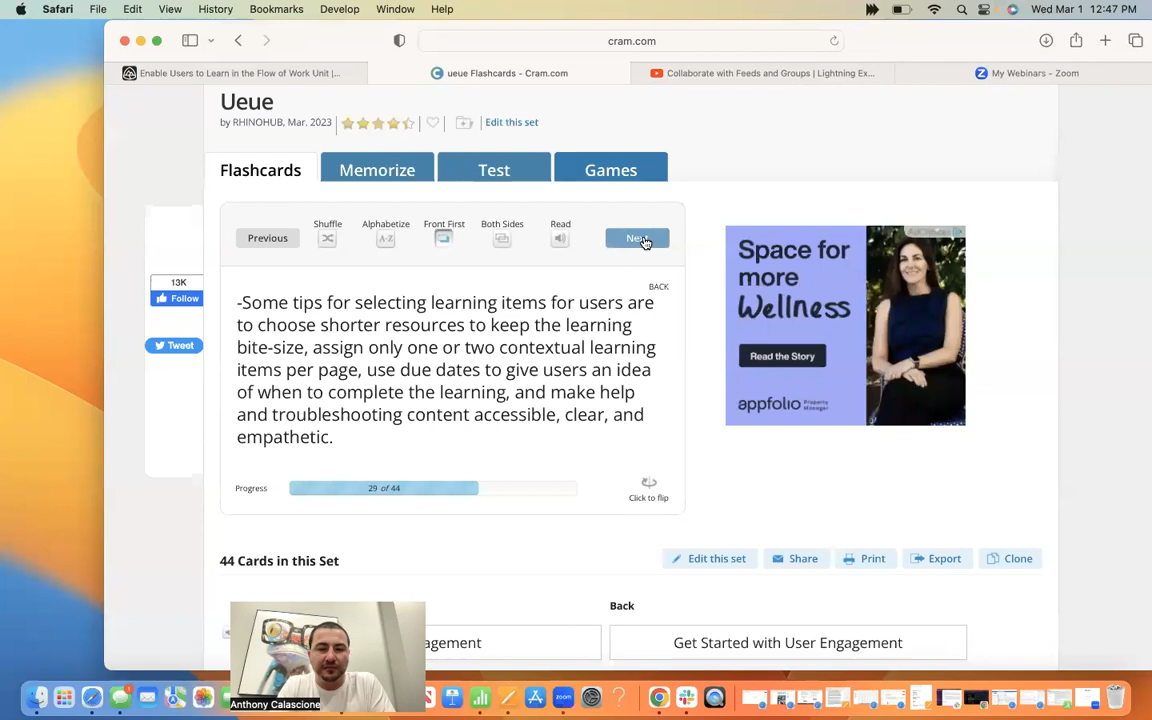 Safari File Edit View History Bookmarks Develop Window Help Wed Mar 1 12:47 PM
cram.com
Enable Users to Learn in the Flow of Work Unit |... ueue Flashcards - Cram.com Collaborate with Feeds and Groups | Lightning Ex... My Webinars - Zoom
Ueue
by RHINOHUB, Mar. 2023 Edit this set
Flashcards Memorize Test Games
Shuffle Alphabetize Front First Both Sides Read
Previous A-Z
BACK
-Some tips for selecting learning items for users are
to choose shorter resources to keep the learning
bite-size, assign only one or two contextual learning
items per page, use due dates to give users an idea
of when to complete the learning, and make help
and troubleshooting content accessible, clear, and
empathetic.
Progress 29 of 44
Click to flip
13K
Follow
Tweet
Space for
more
Wellness
Read the Story
appfolio Property
Manager
44 Cards in this Set Edit this set Share Print Export Clone
Back
agement Get Started with User Engagement
Anthony Calascione